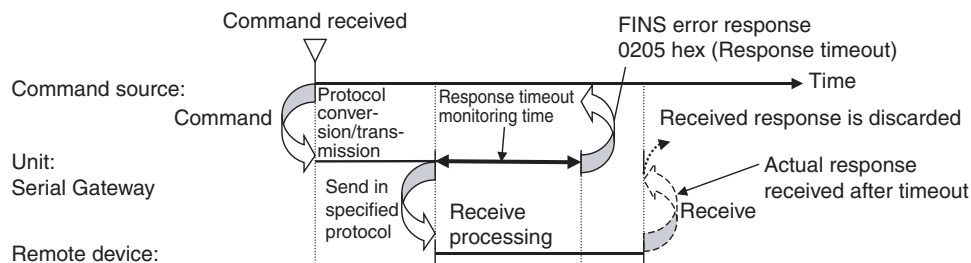 Command received
FINS error response
0205 hex (Response timeout)
Command source:
Time
Command
Protocol
conver-
sion/trans-
mission
Response timeout
monitoring time
Received response is discarded
Unit:
Serial Gateway
Send in
specified
protocol
Receive
processing
Actual response
received after timeout
Receive
Remote device: